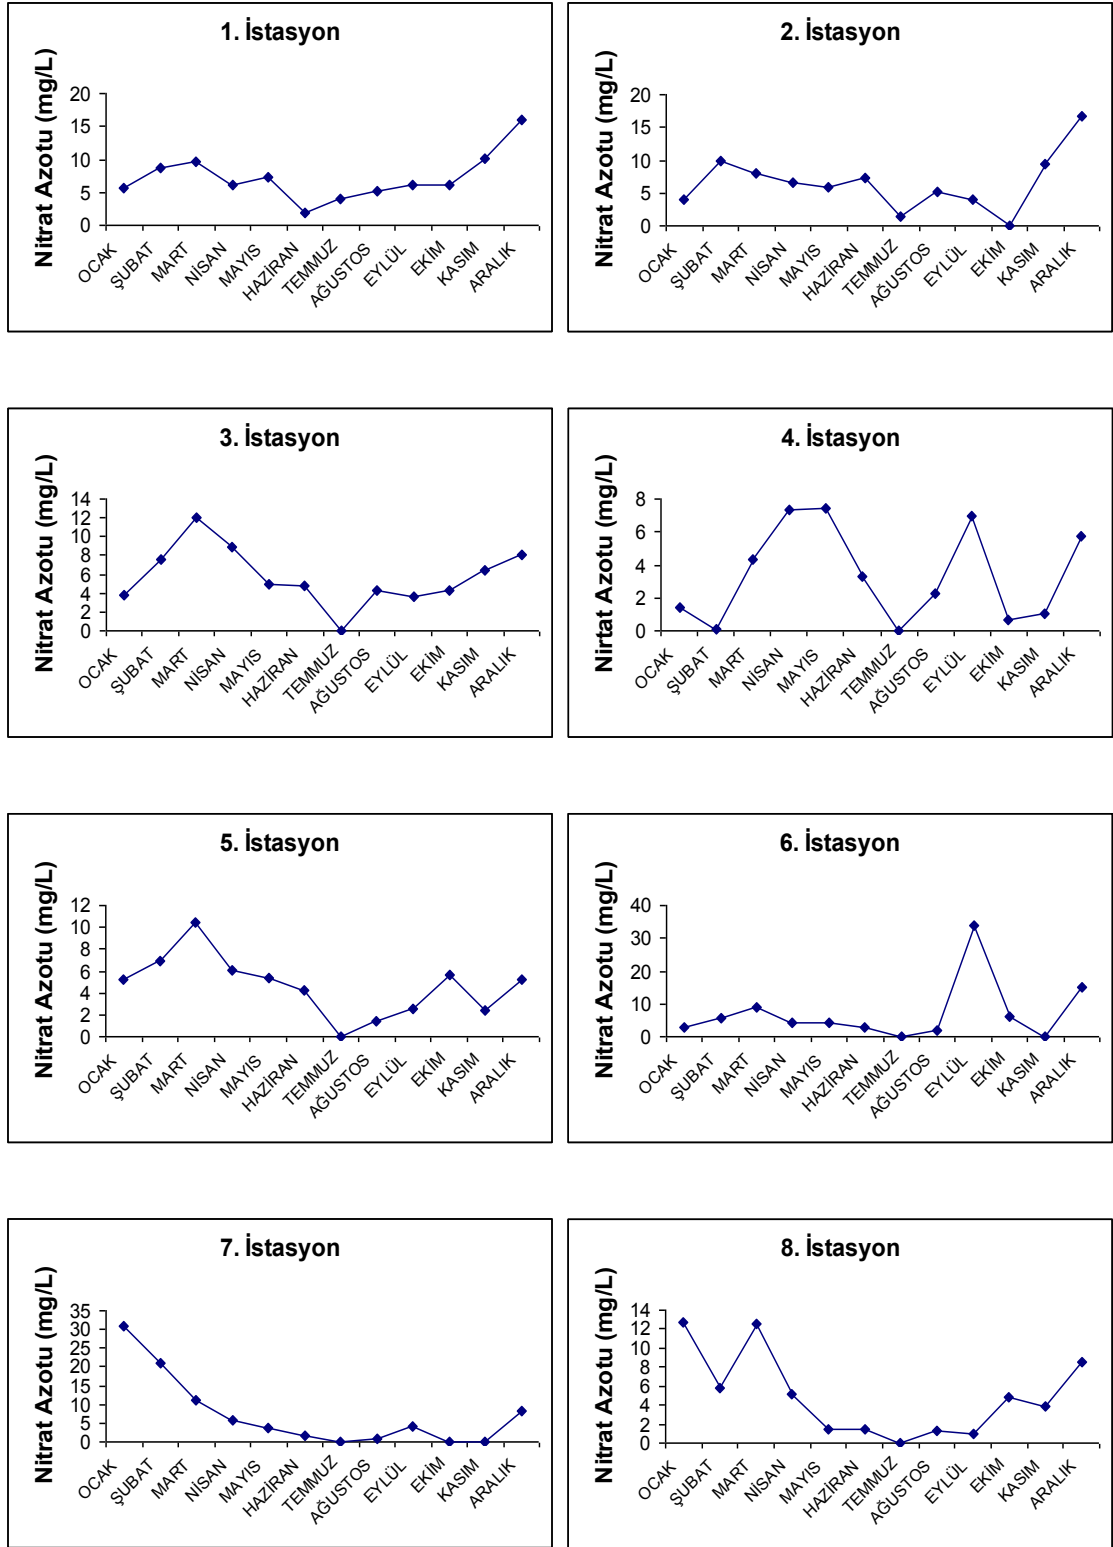 1. İstasyon
Nitrat Azotu (mg/L)
20
15
10
5
0
OCAK
ŞUBAT
MART
NİSAN
MAYIS
HAZİRAN
TEMMUZ
AĞUSTOS
EYLÜL
EKİM
KASIM
ARALIK
2. İstasyon
Nitrat Azotu (mg/L)
20
15
10
5
0
OCAK
ŞUBAT
MART
NİSAN
MAYIS
HAZİRAN
TEMMUZ
AĞUSTOS
EYLÜL
EKİM
KASIM
ARALIK
3. İstasyon
Nitrat Azotu (mg/L)
14
12
10
8
6
4
2
0
OCAK
ŞUBAT
MART
NİSAN
MAYIS
HAZİRAN
TEMMUZ
AĞUSTOS
EYLÜL
EKİM
KASIM
ARALIK
4. İstasyon
Nirtat Azotu (mg/L)
8
6
4
2
0
OCAK
ŞUBAT
MART
NİSAN
MAYIS
HAZİRAN
TEMMUZ
AĞUSTOS
EYLÜL
EKİM
KASIM
ARALIK
5. İstasyon
Nitrat Azotu (mg/L)
12
10
8
6
4
2
0
OCAK
ŞUBAT
MART
NİSAN
MAYIS
HAZİRAN
TEMMUZ
AĞUSTOS
EYLÜL
EKİM
KASIM
ARALIK
6. İstasyon
Nitrat Azotu (mg/L)
40
30
20
10
0
OCAK
ŞUBAT
MART
NİSAN
MAYIS
HAZİRAN
TEMMUZ
AĞUSTOS
EYLÜL
EKİM
KASIM
ARALIK
7. İstasyon
Nitrat Azotu (mg/L)
35
30
25
20
15
10
5
0
OCAK
ŞUBAT
MART
NİSAN
MAYIS
HAZİRAN
TEMMUZ
AĞUSTOS
EYLÜL
EKİM
KASIM
ARALIK
8. İstasyon
Nitrat Azotu (mg/L)
14
12
10
8
6
4
2
0
OCAK
ŞUBAT
MART
NİSAN
MAYIS
HAZİRAN
TEMMUZ
AĞUSTOS
EYLÜL
EKİM
KASIM
ARALIK